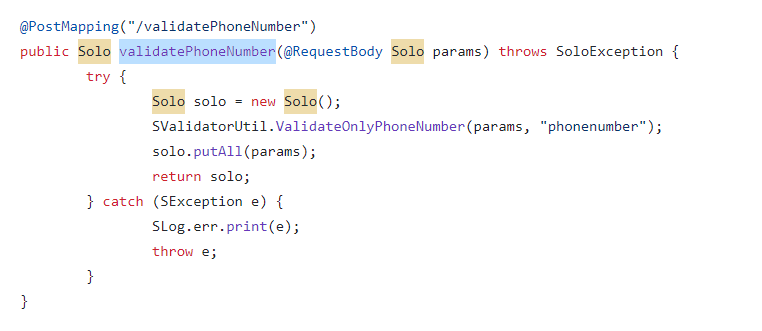 @PostMapping("/validatePhoneNumber")
public Solo validatePhoneNumber(@RequestBody Solo params) throws SoloException {
try {
Solo solo = new Solo();
SValidatorUtil.ValidateOnlyPhoneNumber(params, "phonenumber");
solo.putAll(params);
return solo;
} catch (SException e) {
SLog.err.print(e);
throw e;
}
}